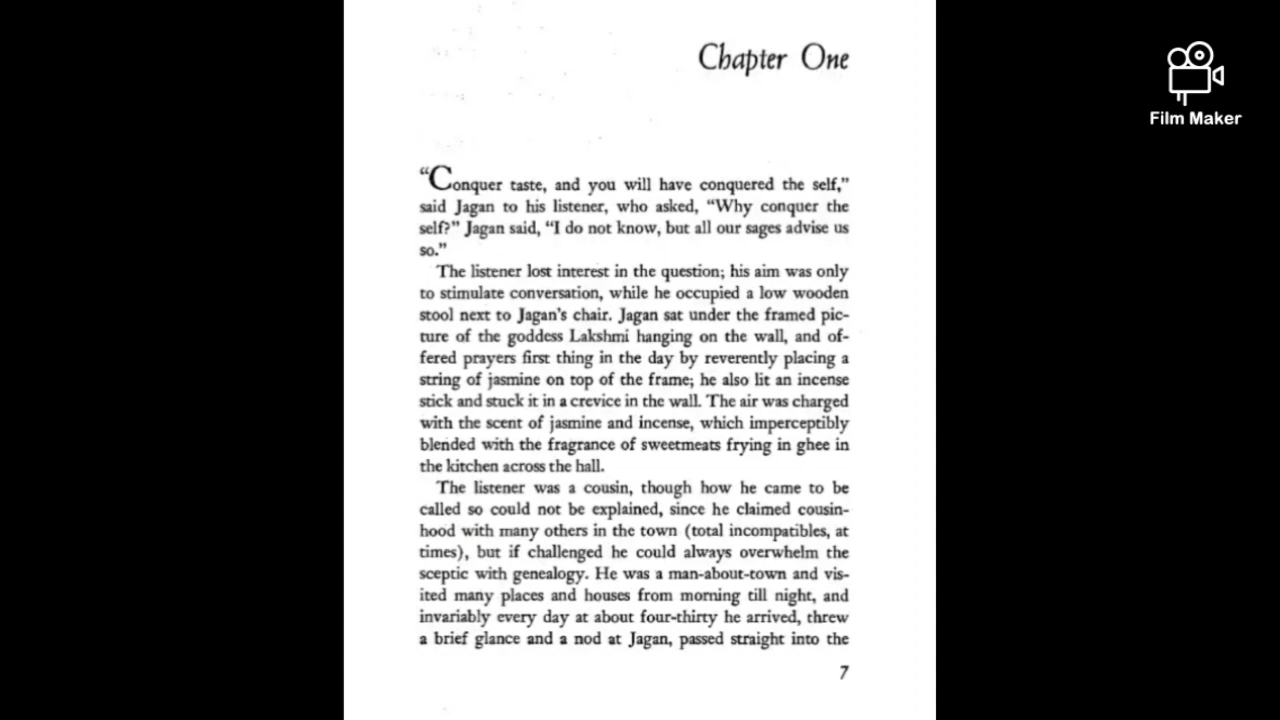 Chapter One
Film Maker
“Conquer taste, and you will have conquered the self,”
said Jagan to his listener, who asked, “Why conquer the
self?” Jagan said, “I do not know, but all our sages advise us
so.”
The listener lost interest in the question; his aim was only
to stimulate conversation, while he occupied a low wooden
stool next to Jagan’s chair. Jagan sat under the framed pic-
ture of the goddess Lakshmi hanging on the wall, and of-
fered prayers first thing in the day by reverently placing a
string of jasmine on top of the frame; he also lit an incense
stick and stuck it in a crevice in the wall. The air was charged
with the scent of jasmine and incense, which imperceptibly
blended with the fragrance of sweetmeats frying in ghee in
the kitchen across the hall.
The listener was a cousin, though how he came to be
called so could not be explained, since he claimed cousin-
hood with many others in the town (total incompatibles, at
times), but if challenged he could always overwhelm the
sceptic with genealogy. He was a man-about-town and vis-
ited many places and houses from morning till night, and
invariably every day at about four-thirty he arrived, threw
a brief glance and a nod at Jagan, passed straight into the
7